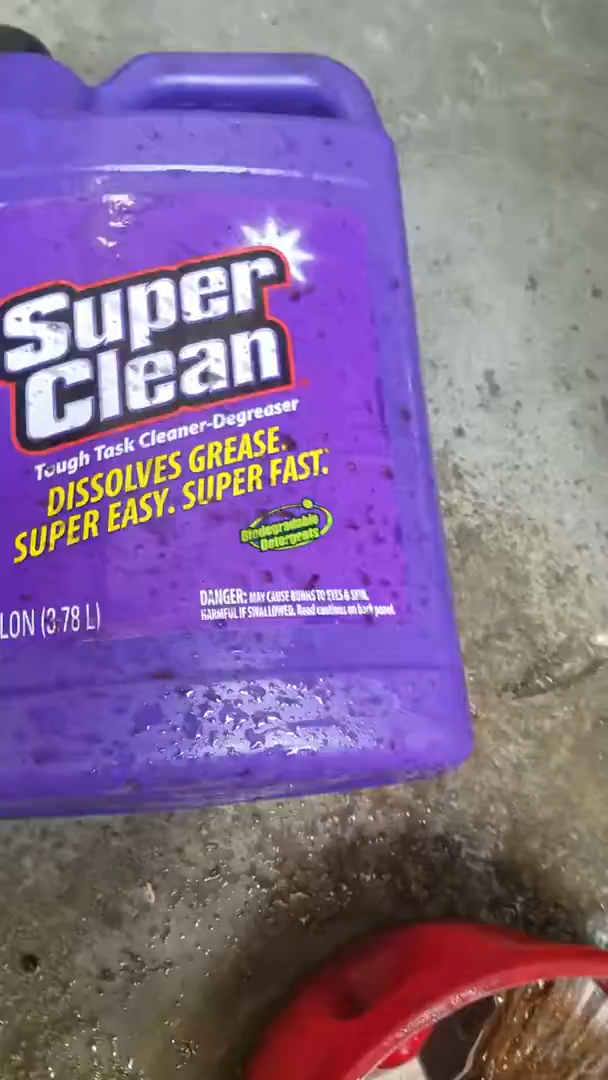 Super
Clean
Tough Task Cleaner-Degreaser
DISSOLVES GREASE.
SUPER EASY. SUPER FAST.
Biodegradable
Detergents
DANGER: MAY CAUSE BURNS TO EYES & SKIN.
HARMFUL IF SWALLOWED. Read cautions on back panel.
LON (3.78 L)